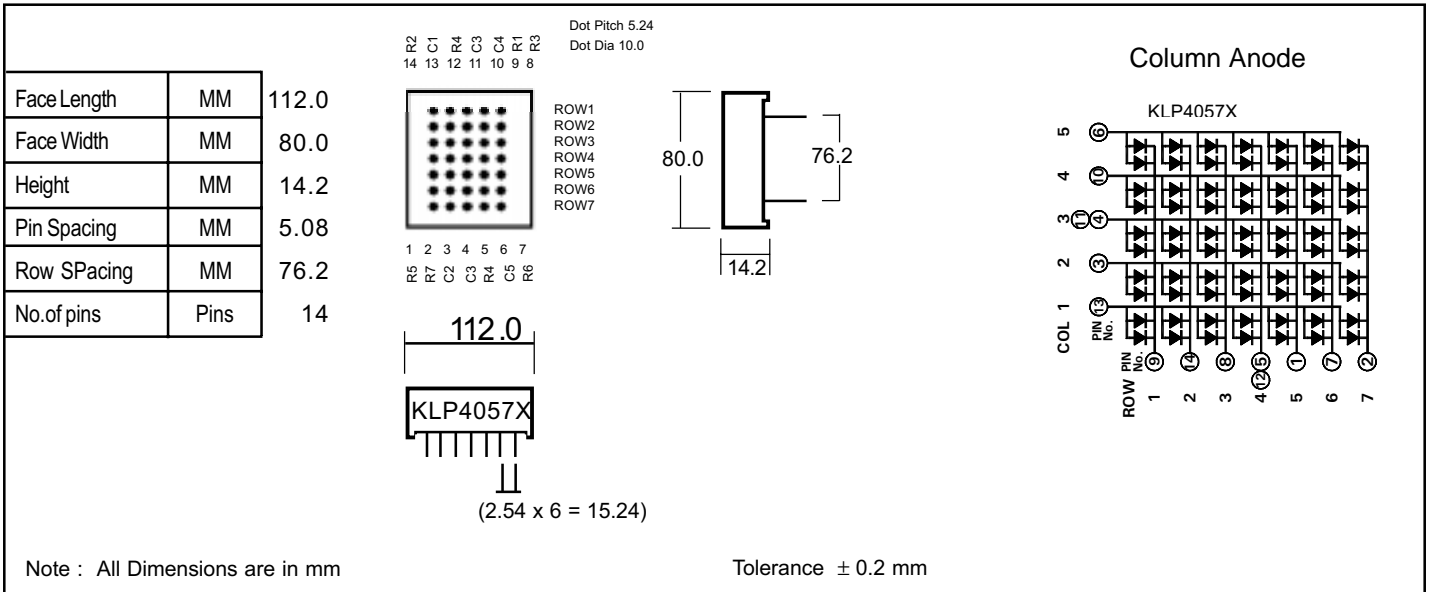 Dot Pitch 5.24
Dot Dia 10.0
R2 C1 R4 C3 C4 R1 R3
14 13 12 11 10 9 8
Face Length MM 112.0
Face Width MM 80.0
Height MM 14.2
Pin Spacing MM 5.08
Row SPacing MM 76.2
No.of pins Pins 14
ROW1
ROW2
ROW3
ROW4
ROW5
ROW6
ROW7
1 2 3 4 5 6 7
R5 R7 C2 C3 R4 C5 R6
80.0
76.2
14.2
112.0
KLP4057X
(2.54 x 6 = 15.24)
Column Anode
KLP4057X
5 6
4 10
3 11 4
2 3
COL 1 13
PIN No.
PIN No. 9 14 8 15 1 7 2
12
ROW 1 2 3 4 5 6 7
Note : All Dimensions are in mm
Tolerance ± 0.2 mm